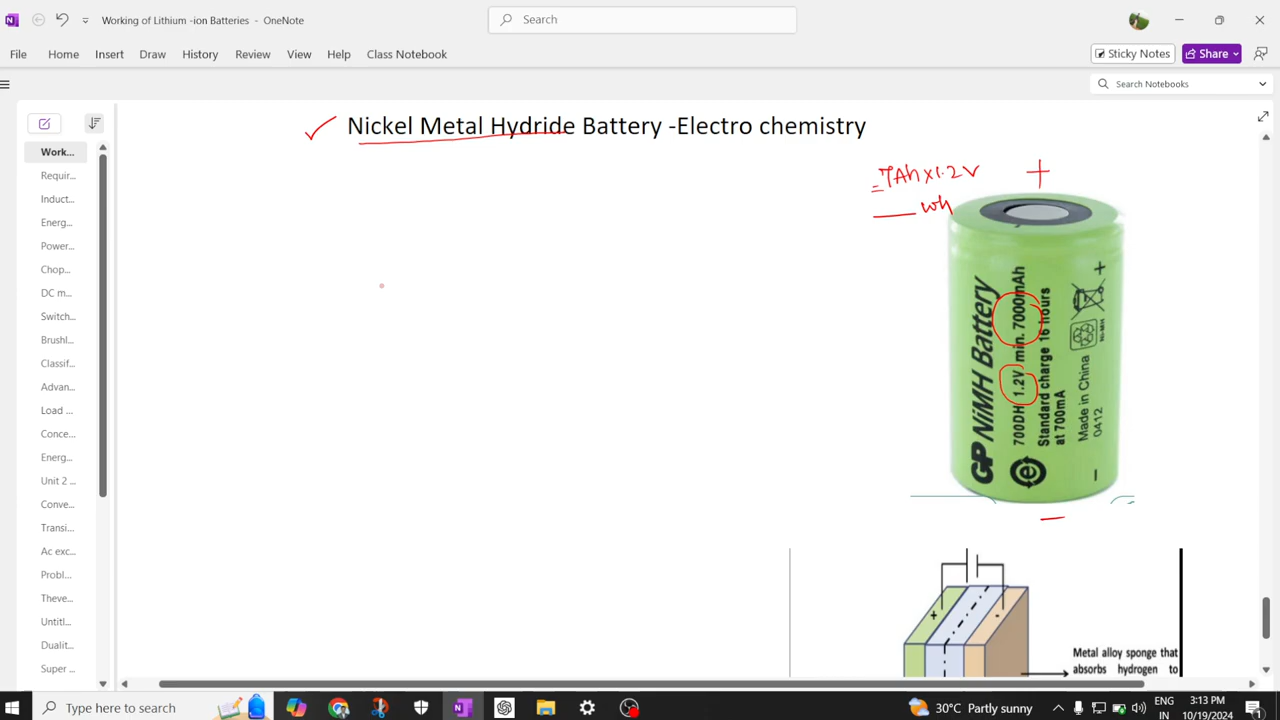 Working of Lithium -ion Batteries - OneNote
Search
File Home Insert Draw History Review View Help Class Notebook
Sticky Notes
Share
Search Notebooks
Nickel Metal Hydride Battery -Electro chemistry
Work...
Requir...
Induct...
Energ...
Power...
Chop...
DC m...
Switch...
Brushl...
Classif...
Advan...
Load ...
Conce...
Energ...
Unit 2 ...
Conve...
Transi...
Ac exc...
Probl...
Theve...
Untitl...
Dualit...
Super ...
=7Ahx1.2V
Wh
+
GP NiMH Battery
700DH 1.2V min. 7000mAh
Standard charge 16 hours
at 700mA
Made in China
0412
Ni-MH
- +
-
+ -
Metal alloy sponge that
absorbs hydrogen to
Type here to search
30°C Partly sunny
ENG
IN
3:13 PM
10/19/2024
1